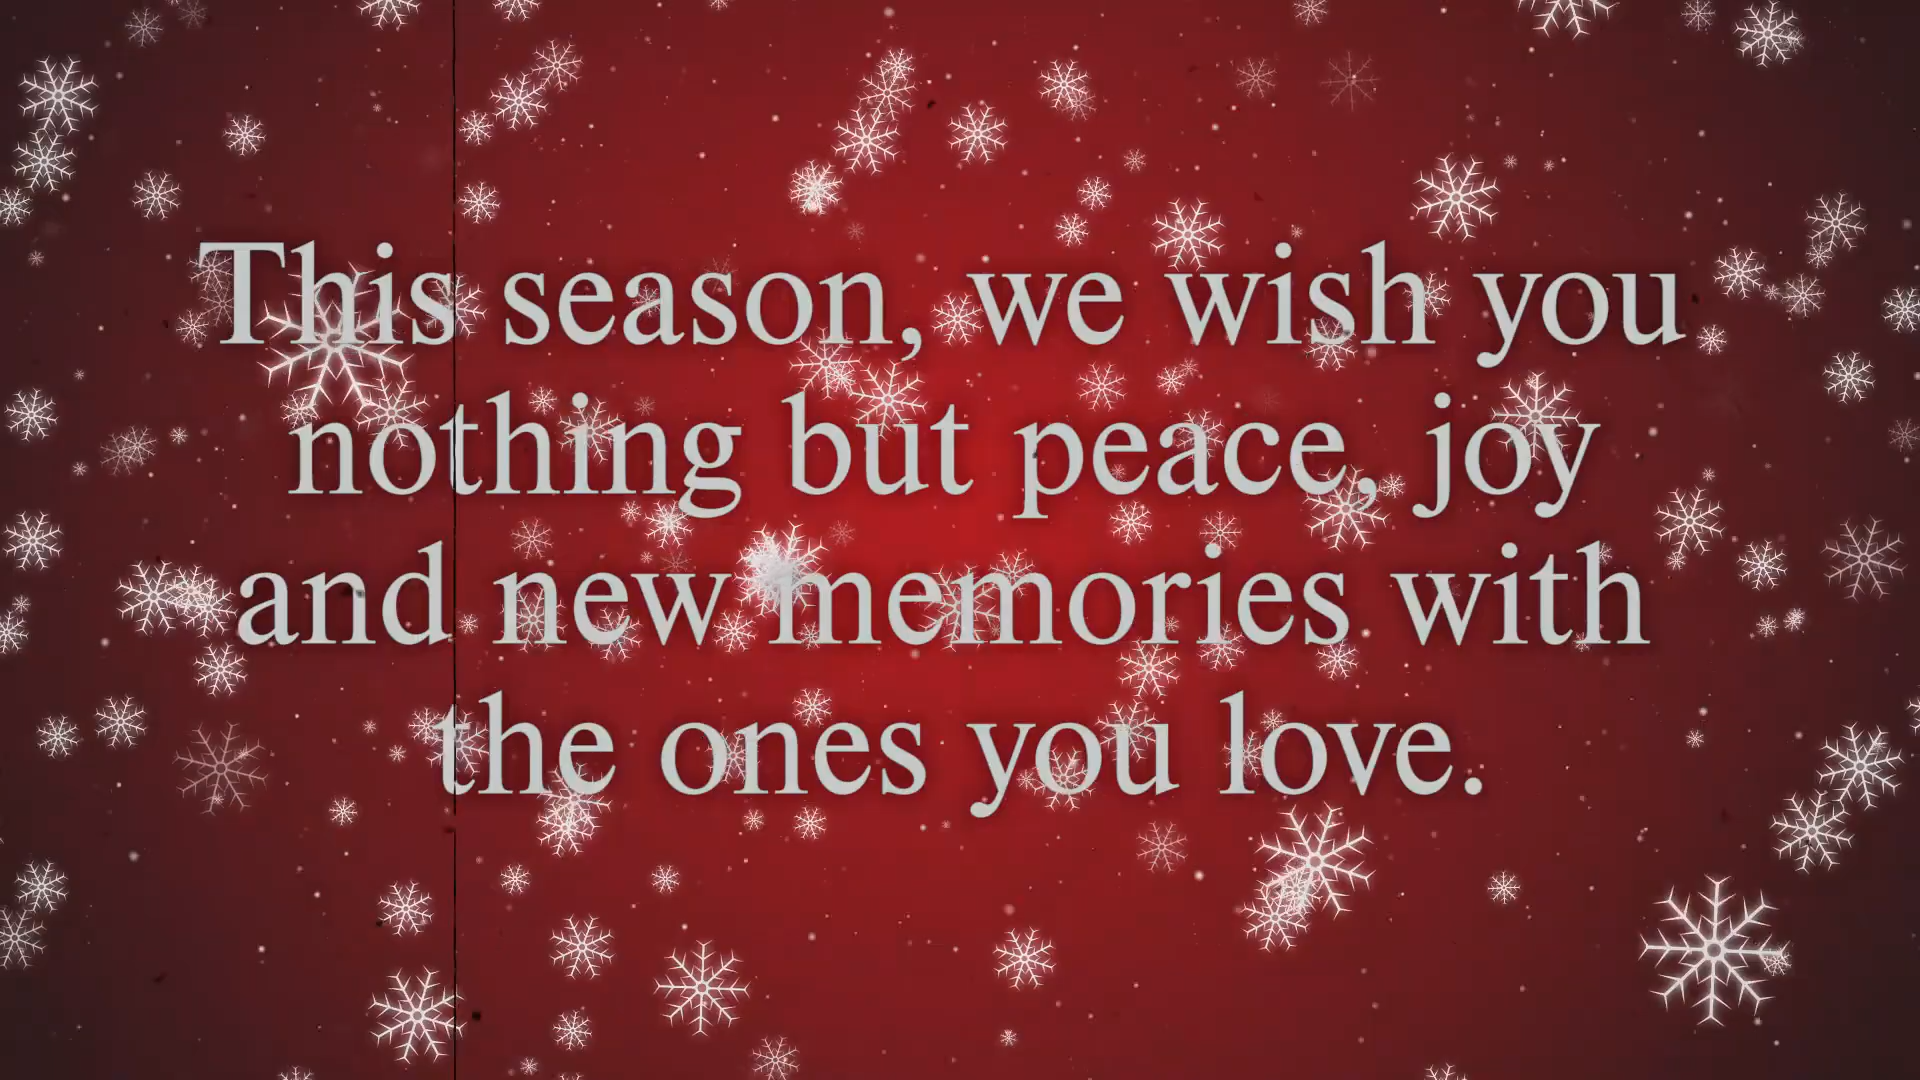 This season, we wish you
nothing but peace, joy
and new memories with
the ones you love.